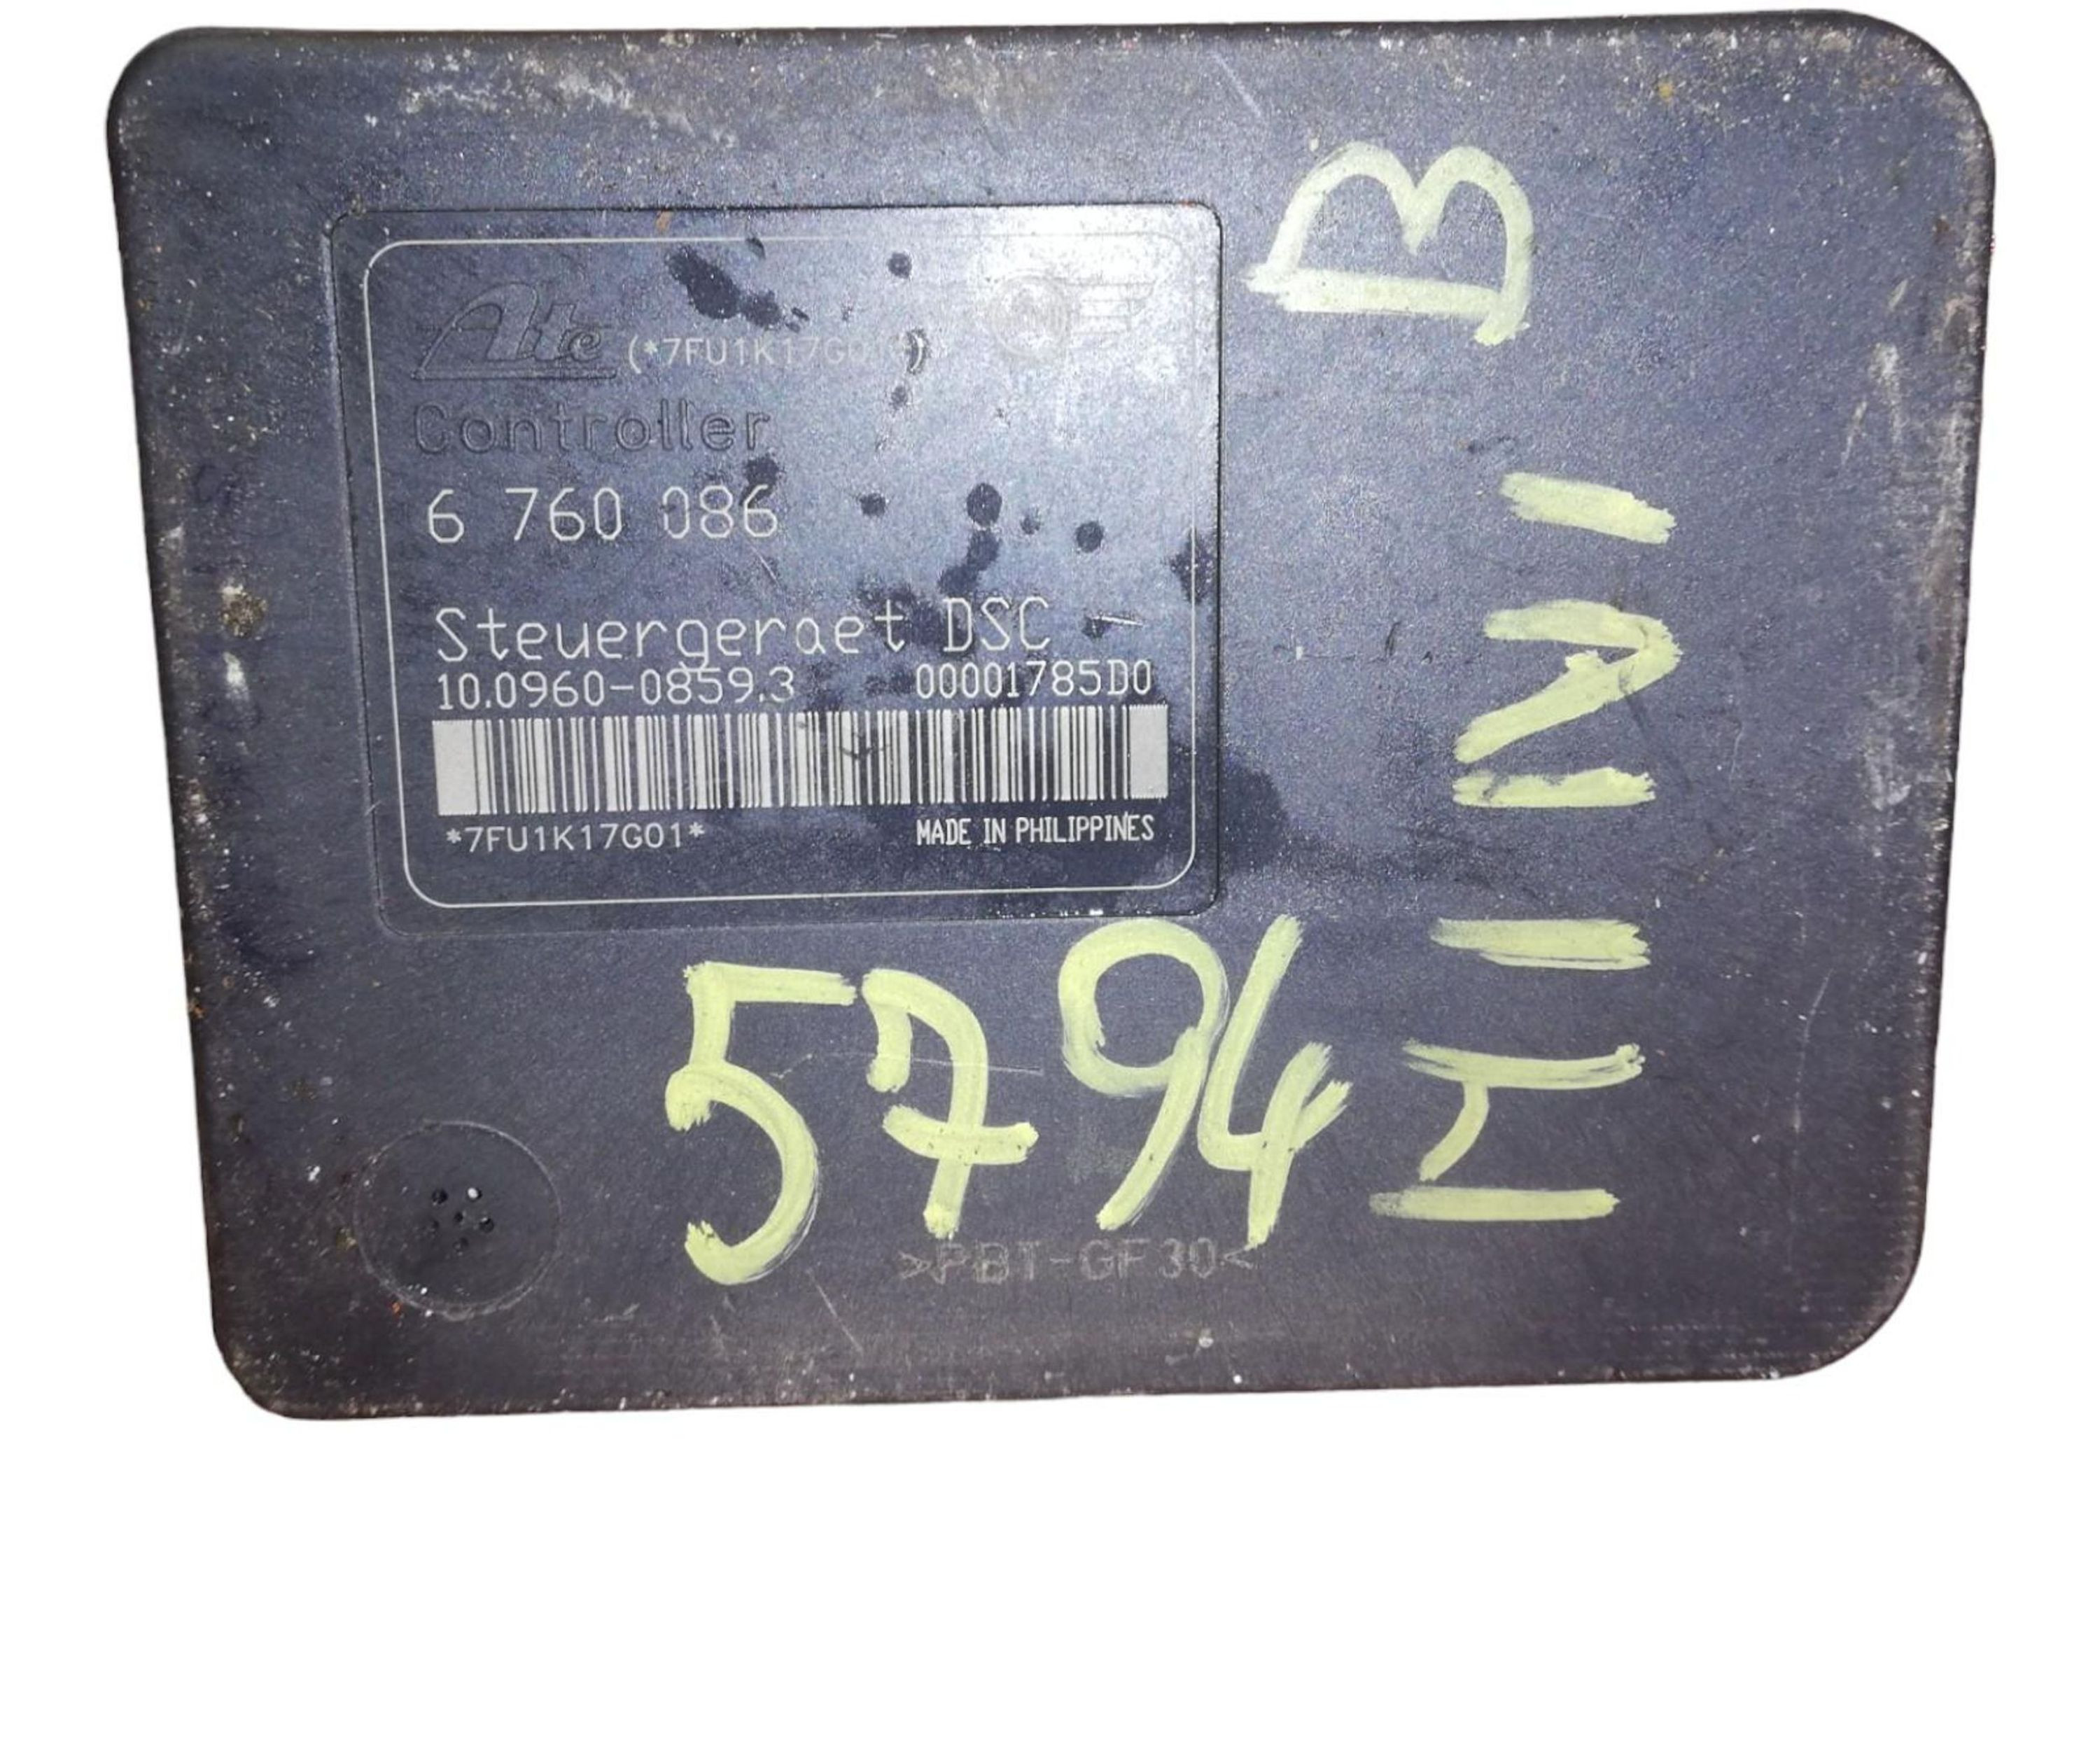 Ate (*7FU1K17G01*)
Controller
6 760 086
Steuergeraet DSC
10.0960-0859.3 00001785D0
*7FU1K17G01*
MADE IN PHILIPPINES
5794
MINI B
>PBT-GF30<